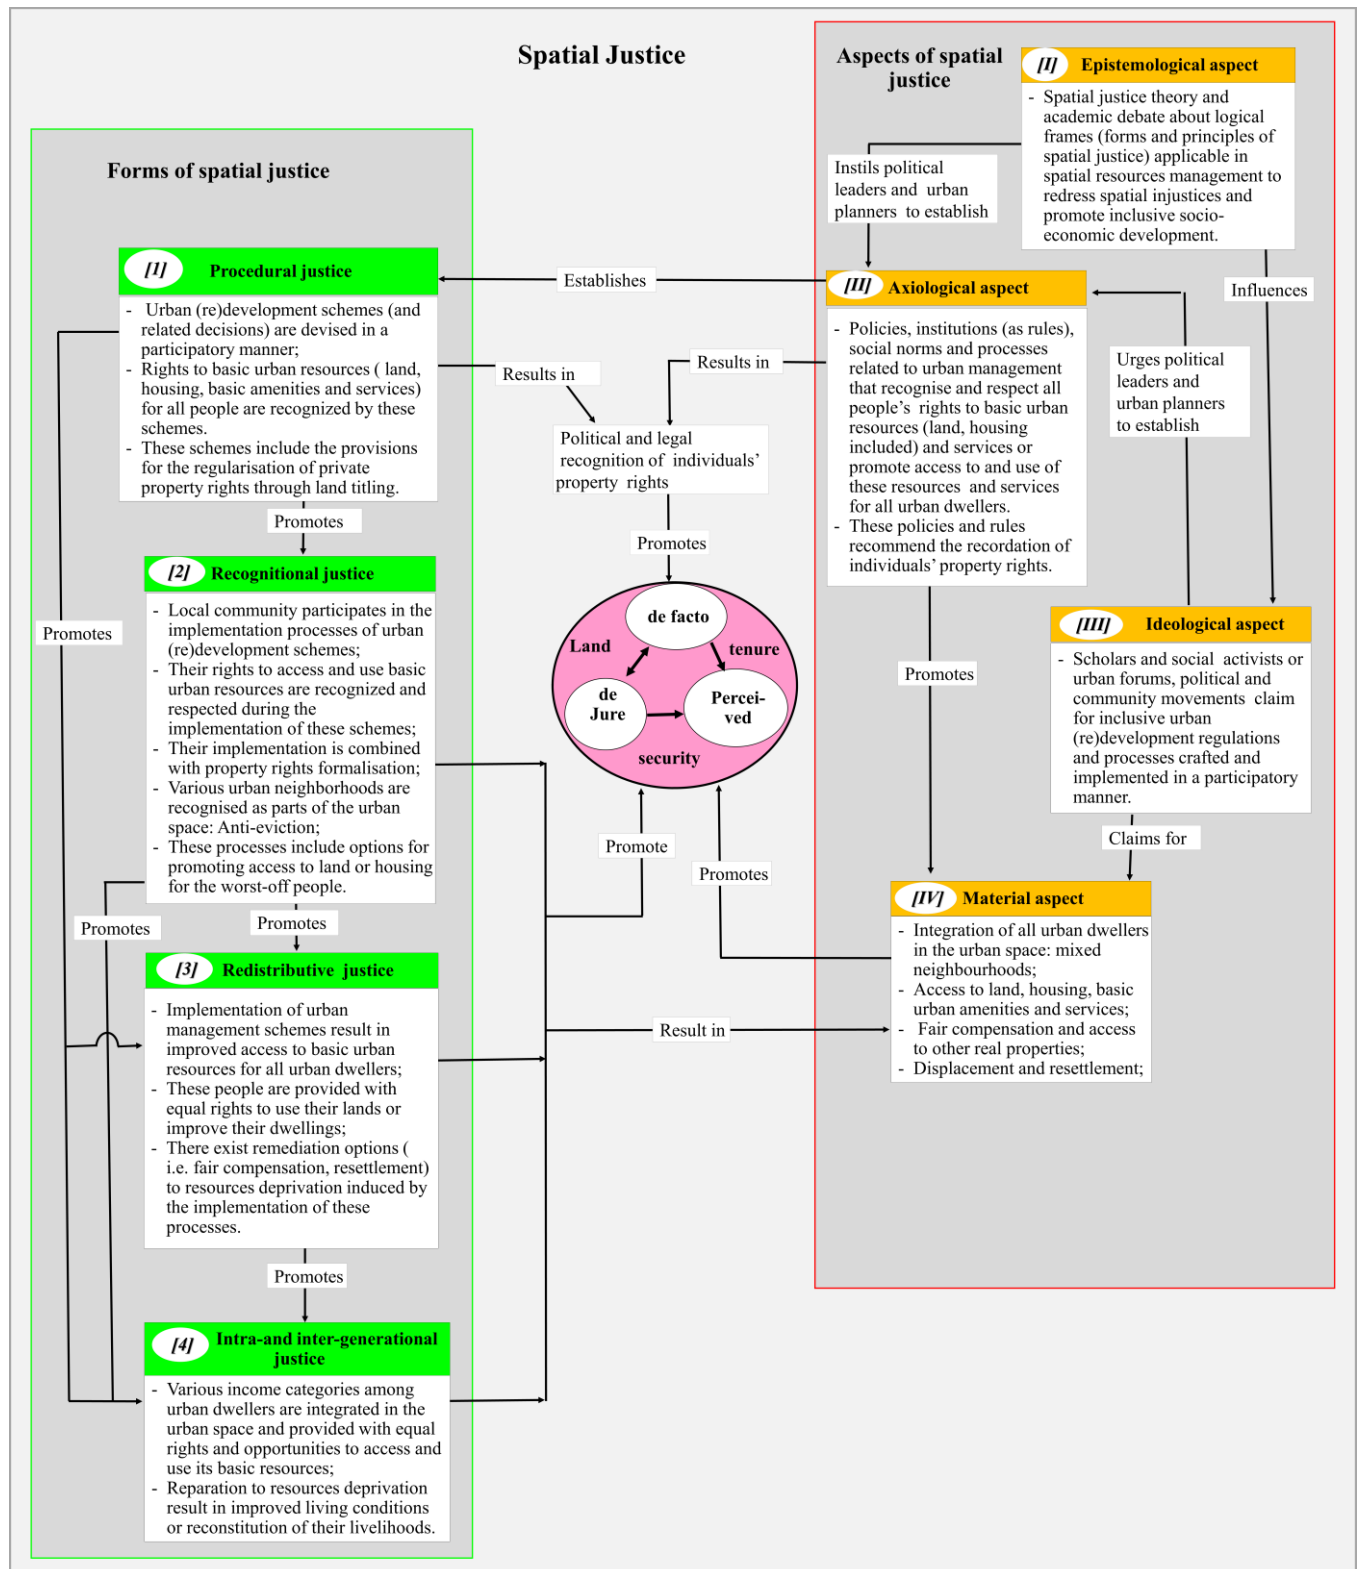 Spatial Justice
Forms of spatial justice
[1] Procedural justice
- Urban (re)development schemes (and
related decisions) are devised in a
participatory manner;
- Rights to basic urban resources ( land,
housing, basic amenities and services)
for all people are recognized by these
schemes.
- These schemes include the provisions
for the regularisation of private
property rights through land titling.
Promotes
[2] Recognitional justice
- Local community participates in the
implementation processes of urban
(re)development schemes;
- Their rights to access and use basic
urban resources are recognized and
respected during the
implementation of these schemes;
- Their implementation is combined
with property rights formalisation;
- Various urban neighborhoods are
recognised as parts of the urban
space: Anti-eviction;
- These processes include options for
promoting access to land or housing
for the worst-off people.
Promotes
Promotes
Promotes
[3] Redistributive justice
- Implementation of urban
management schemes result in
improved access to basic urban
resources for all urban dwellers;
- These people are provided with
equal rights to use their lands or
improve their dwellings;
- There exist remediation options (
i.e. fair compensation, resettlement)
to resources deprivation induced by
the implementation of these
processes.
Promotes
[4] Intra-and inter-generational
justice
- Various income categories among
urban dwellers are integrated in the
urban space and provided with equal
rights and opportunities to access and
use its basic resources;
- Reparation to resources deprivation
result in improved living conditions
or reconstitution of their livelihoods.
Establishes
Results in
Results in
Political and legal
recognition of individuals'
property rights
Promotes
de facto
Land
tenure
de
Jure
Percei-
ved
security
Promote
Promotes
Result in
Aspects of spatial
justice
[I] Epistemological aspect
- Spatial justice theory and
academic debate about logical
frames (forms and principles of
spatial justice) applicable in
spatial resources management to
redress spatial injustices and
promote inclusive socio-
economic development.
Instils political
leaders and urban
planners to establish
Influences
[II] Axiological aspect
- Policies, institutions (as rules),
social norms and processes
related to urban management
that recognise and respect all
people's rights to basic urban
resources (land, housing
included) and services or
promote access to and use of
these resources and services
for all urban dwellers.
- These policies and rules
recommend the recordation of
individuals' property rights.
Urges political
leaders and
urban planners
to establish
Promotes
[III] Ideological aspect
- Scholars and social activists or
urban forums, political and
community movements claim
for inclusive urban
(re)development regulations
and processes crafted and
implemented in a participatory
manner.
Claims for
[IV] Material aspect
- Integration of all urban dwellers
in the urban space: mixed
neighbourhoods;
- Access to land, housing, basic
urban amenities and services;
- Fair compensation and access
to other real properties;
- Displacement and resettlement;